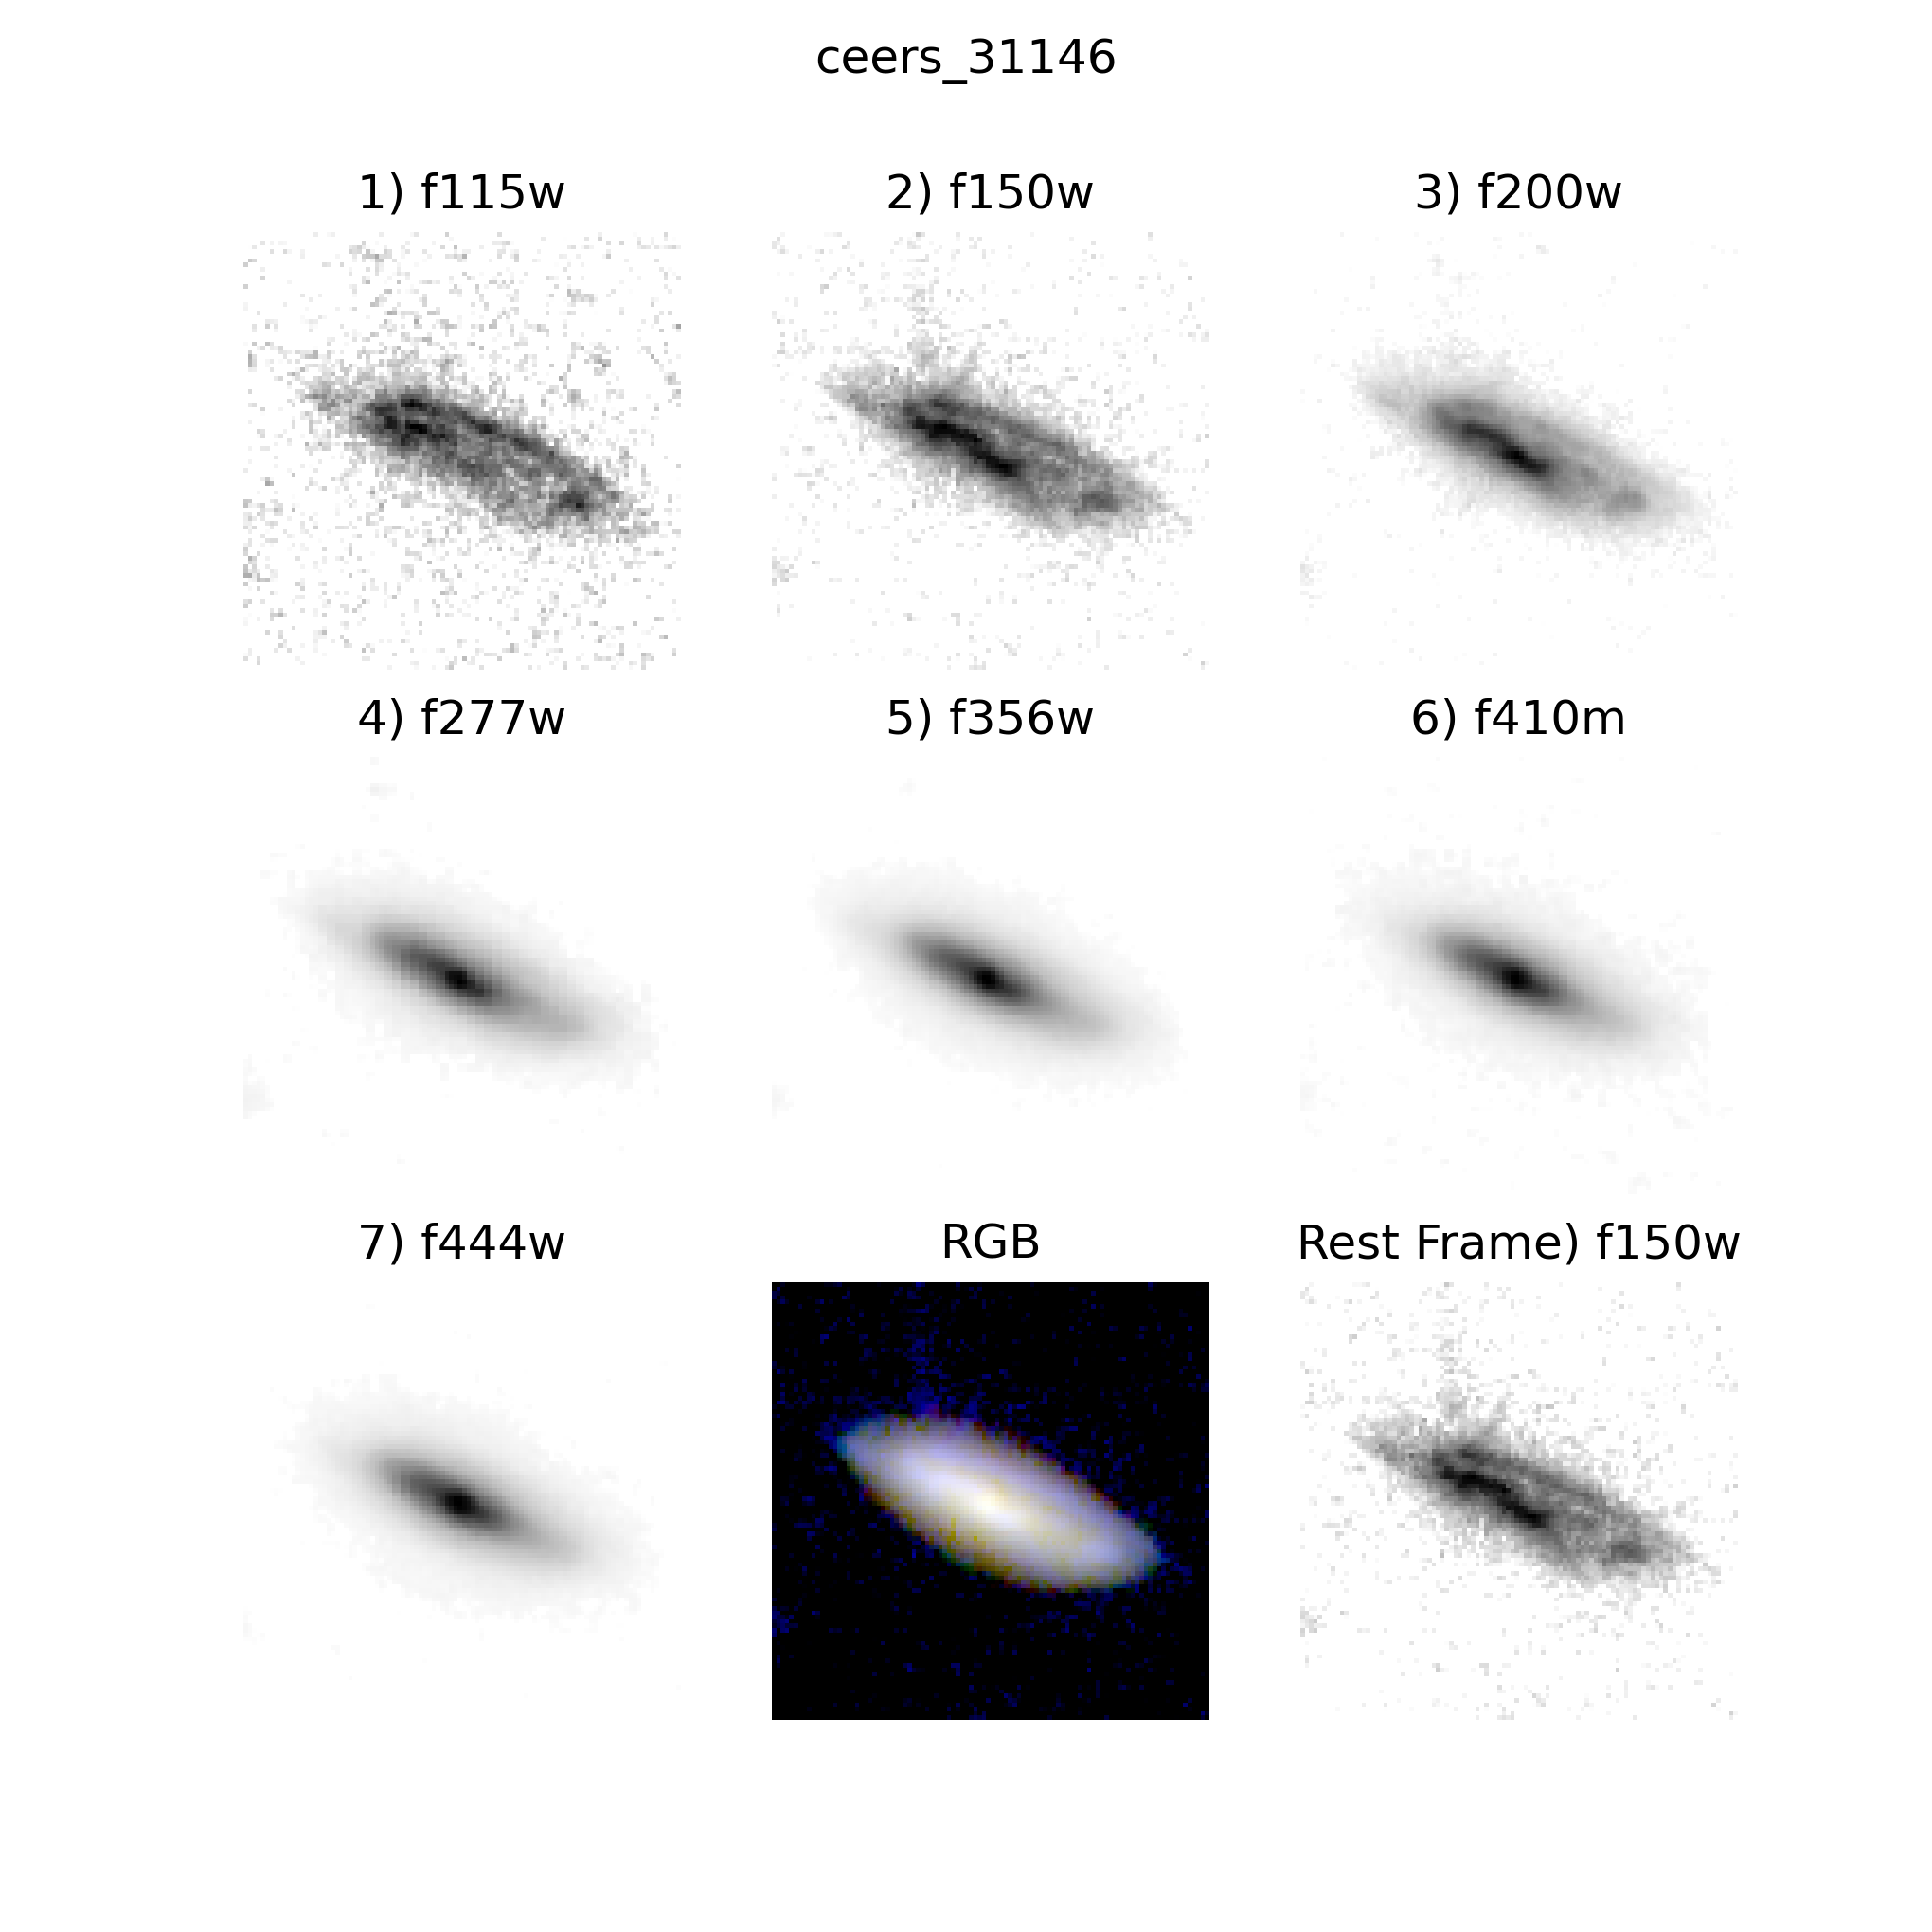 ceers_31146
1) f115w
2) f150w
3) f200w
4) f277w
5) f356w
6) f410m
7) f444w
RGB
Rest Frame) f150w